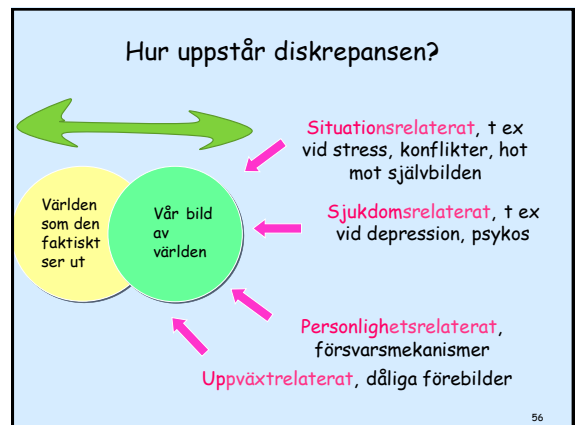 Hur uppstår diskrepansen?
Situationsrelaterat, t ex
vid stress, konflikter, hot
mot självbilden
Världen
som den
faktiskt
ser ut
Vår bild
av
världen
Sjukdomsrelaterat, t ex
vid depression, psykos
Personlighetsrelaterat,
försvarsmekanismer
Uppväxtrelaterat, dåliga förebilder
56